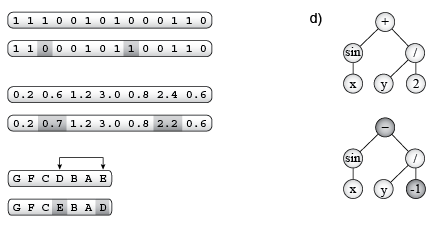 1 1 1 0 0 1 0 1 0 0 0 1 1 0
1 1 0 0 0 1 0 1 1 0 0 1 1 0
0.2 0.6 1.2 3.0 0.8 2.4 0.6
0.2 0.7 1.2 3.0 0.8 2.2 0.6
G F C D B A E
G F C E B A D
d)
+
sin /
x y 2
−
sin /
x y -1